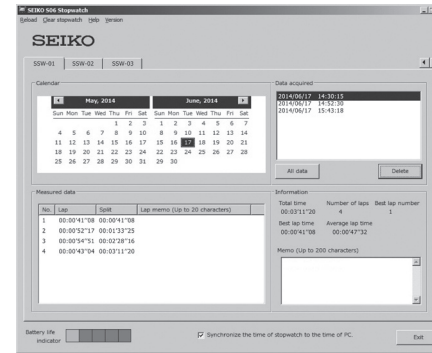 SEIKO S06 Stopwatch
Reload Clear stopwatch Help Version
SEIKO
SSW-01 SSW-02 SSW-03
Calendar
May, 2014 June, 2014
Sun Mon Tue Wed Thu Fri Sat Sun Mon Tue Wed Thu Fri Sat
1 2 3 1 2 3 4 5 6 7
4 5 6 7 8 9 10 8 9 10 11 12 13 14
11 12 13 14 15 16 17 15 16 17 18 19 20 21
18 19 20 21 22 23 24 22 23 24 25 26 27 28
25 26 27 28 29 30 31 29 30
Data acquired
2014/06/17 14:30:15
2014/06/17 14:52:30
2014/06/17 15:43:18
All data Delete
Measured data
No. Lap Split Lap memo (Up to 20 characters)
1 00:00'41"08 00:00'41"08
2 00:00'52"17 00:01'33"25
3 00:00'54"51 00:02'28"16
4 00:00'43"04 00:03'11"20
Information
Total time Number of laps Best lap number
00:03'11"20 4 1
Best lap time Average lap time
00:00'41"08 00:00'47"32
Memo (Up to 200 characters)
Battery life
indicator
Synchronize the time of stopwatch to the time of PC.
Exit